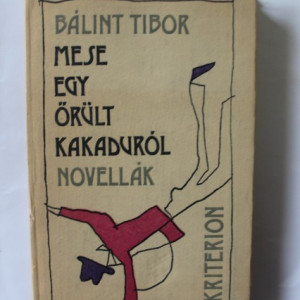 BÁLINT TIBOR
MESE
EGY
ŐRÜLT
KAKADURÓL
NOVELLÁK
KRITERION